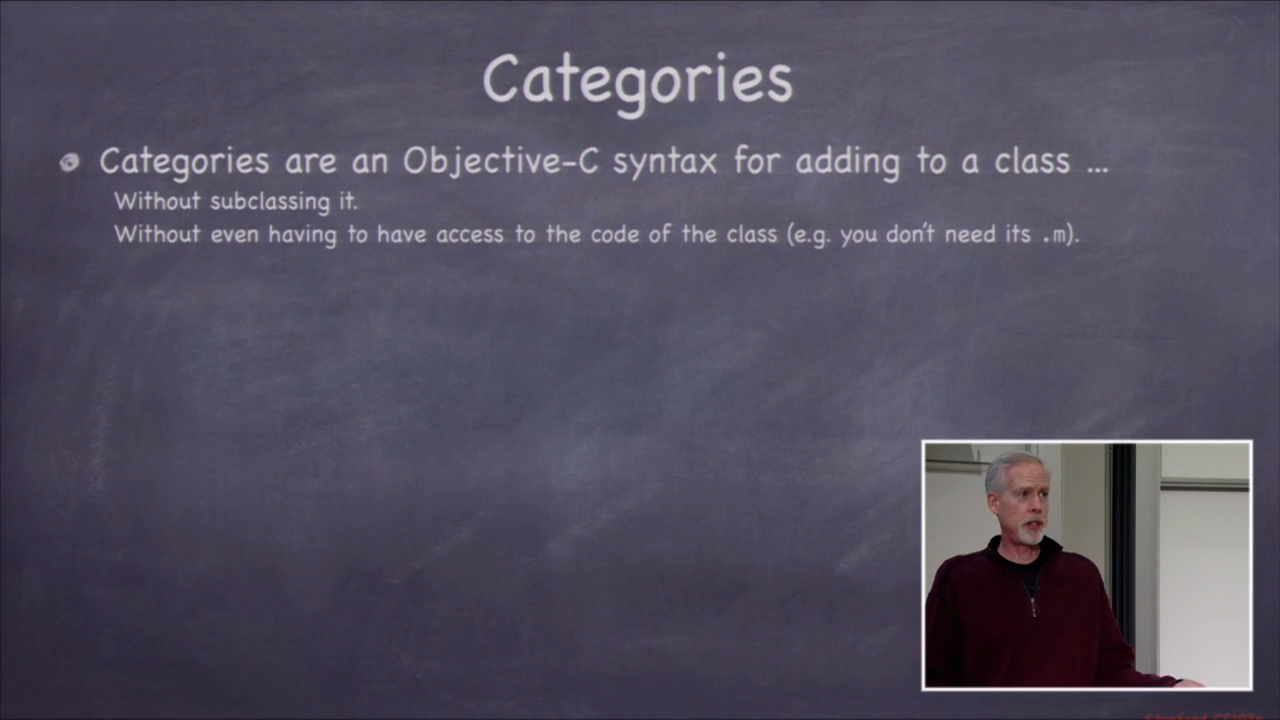 Categories
Categories are an Objective-C syntax for adding to a class ...
Without subclassing it.
Without even having to have access to the code of the class (e.g. you don't need its .m).